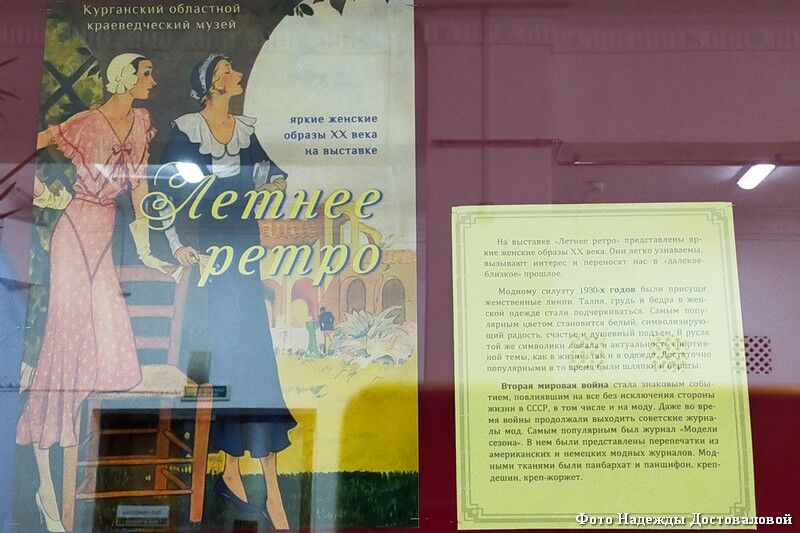 Курганский областной
краеведческий музей
яркие женские
образы XX века
на выставке
Летнее
ретро
На выставке «Летнее ретро» представлены яр-
кие женские образы XX века. Они легко узнаваемы,
вызывают интерес и переносят нас в «далекое-
близкое» прошлое.
Модному силуэту 1930-х годов были присущи
женственные линии. Талия, грудь и бедра в жен-
ской одежде стали подчеркиваться. Самым попу-
лярным цветом становится белый, символизирую-
щий радость, счастье и душевный подъем. В русле
той же символики лежала и актуальность спортив-
ной темы, как в жизни, так и в одежде. Достаточно
популярными в то время были шляпки и береты.
Вторая мировая война стала знаковым собы-
тием, повлиявшим на все без исключения стороны
жизни в СССР, в том числе и на моду. Даже во вре-
мя войны продолжали выходить советские журна-
лы мод. Самым популярным был журнал «Модели
сезона». В нем были представлены перепечатки из
американских и немецких модных журналов. Мод-
ными тканями были панбархат и паншифон, креп-
дешин, креп-жоржет.
Фото Надежды Достоваловой